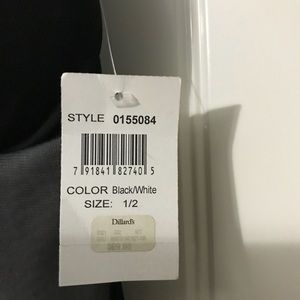 STYLE 0155084
7 91841 82740 5
COLOR Black/White
SIZE: 1/2
Dillard's